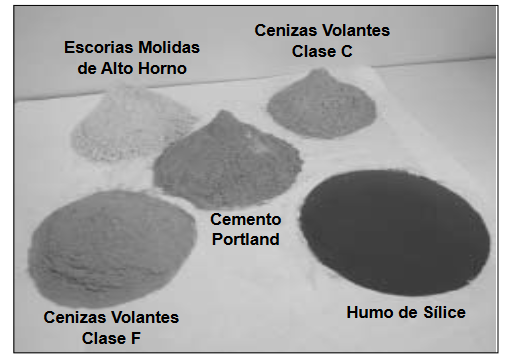 Escorias Molidas
de Alto Horno
Cenizas Volantes
Clase C
Cemento
Portland
Cenizas Volantes
Clase F
Humo de Sílice